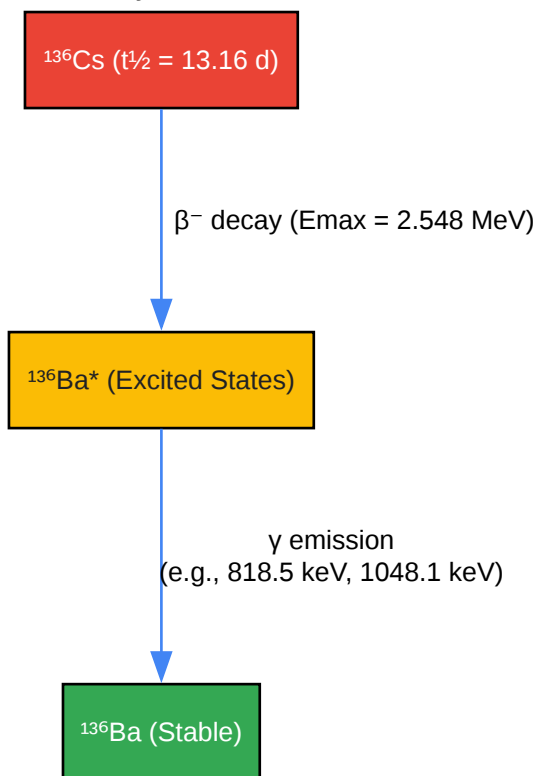 ¹³⁶Cs (t½ = 13.16 d)
β⁻ decay (Emax = 2.548 MeV)
¹³⁶Ba* (Excited States)
γ emission
(e.g., 818.5 keV, 1048.1 keV)
¹³⁶Ba (Stable)